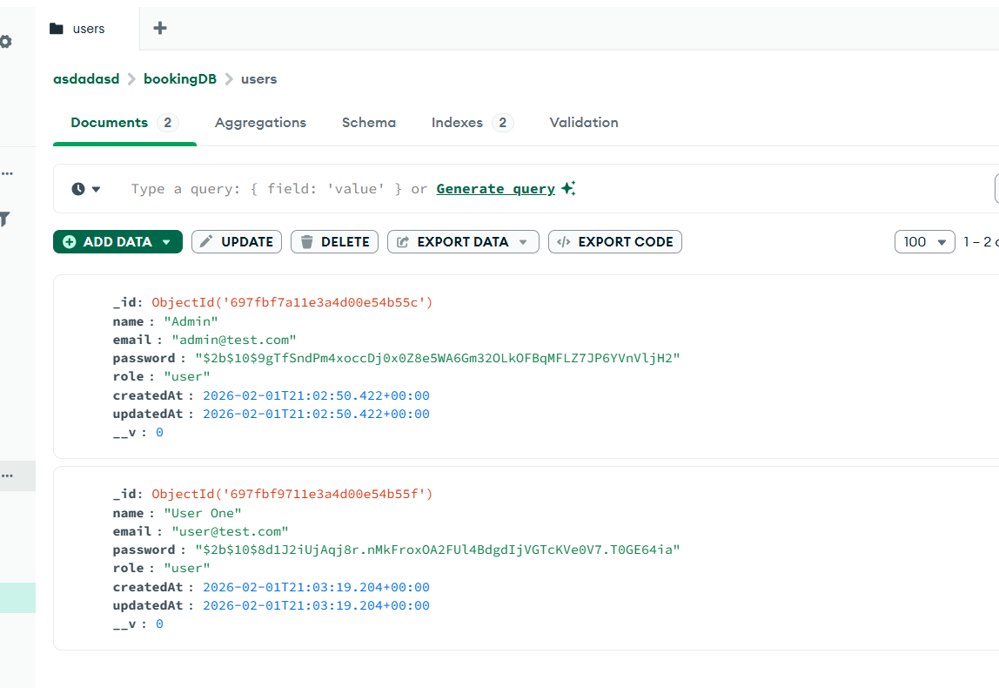 users
asdadasd > bookingDB > users
Documents 2 Aggregations Schema Indexes 2 Validation
Type a query: { field: 'value' } or Generate query
ADD DATA UPDATE DELETE EXPORT DATA EXPORT CODE 100 1 – 2
_id: ObjectId('697fbf7a11e3a4d00e54b55c')
name : "Admin"
email : "admin@test.com"
password : "$2b$10$9gTfSndPm4xoccDj0x0Z8e5WA6Gm32OLkOFBqMFLZ7JP6YVnVljH2"
role : "user"
createdAt : 2026-02-01T21:02:50.422+00:00
updatedAt : 2026-02-01T21:02:50.422+00:00
__v : 0
_id: ObjectId('697fbf9711e3a4d00e54b55f')
name : "User One"
email : "user@test.com"
password : "$2b$10$8d1J2iUjAqj8r.nMkFroxOA2FUl4BdgdIjVGTcKVe0V7.T0GE64ia"
role : "user"
createdAt : 2026-02-01T21:03:19.204+00:00
updatedAt : 2026-02-01T21:03:19.204+00:00
__v : 0